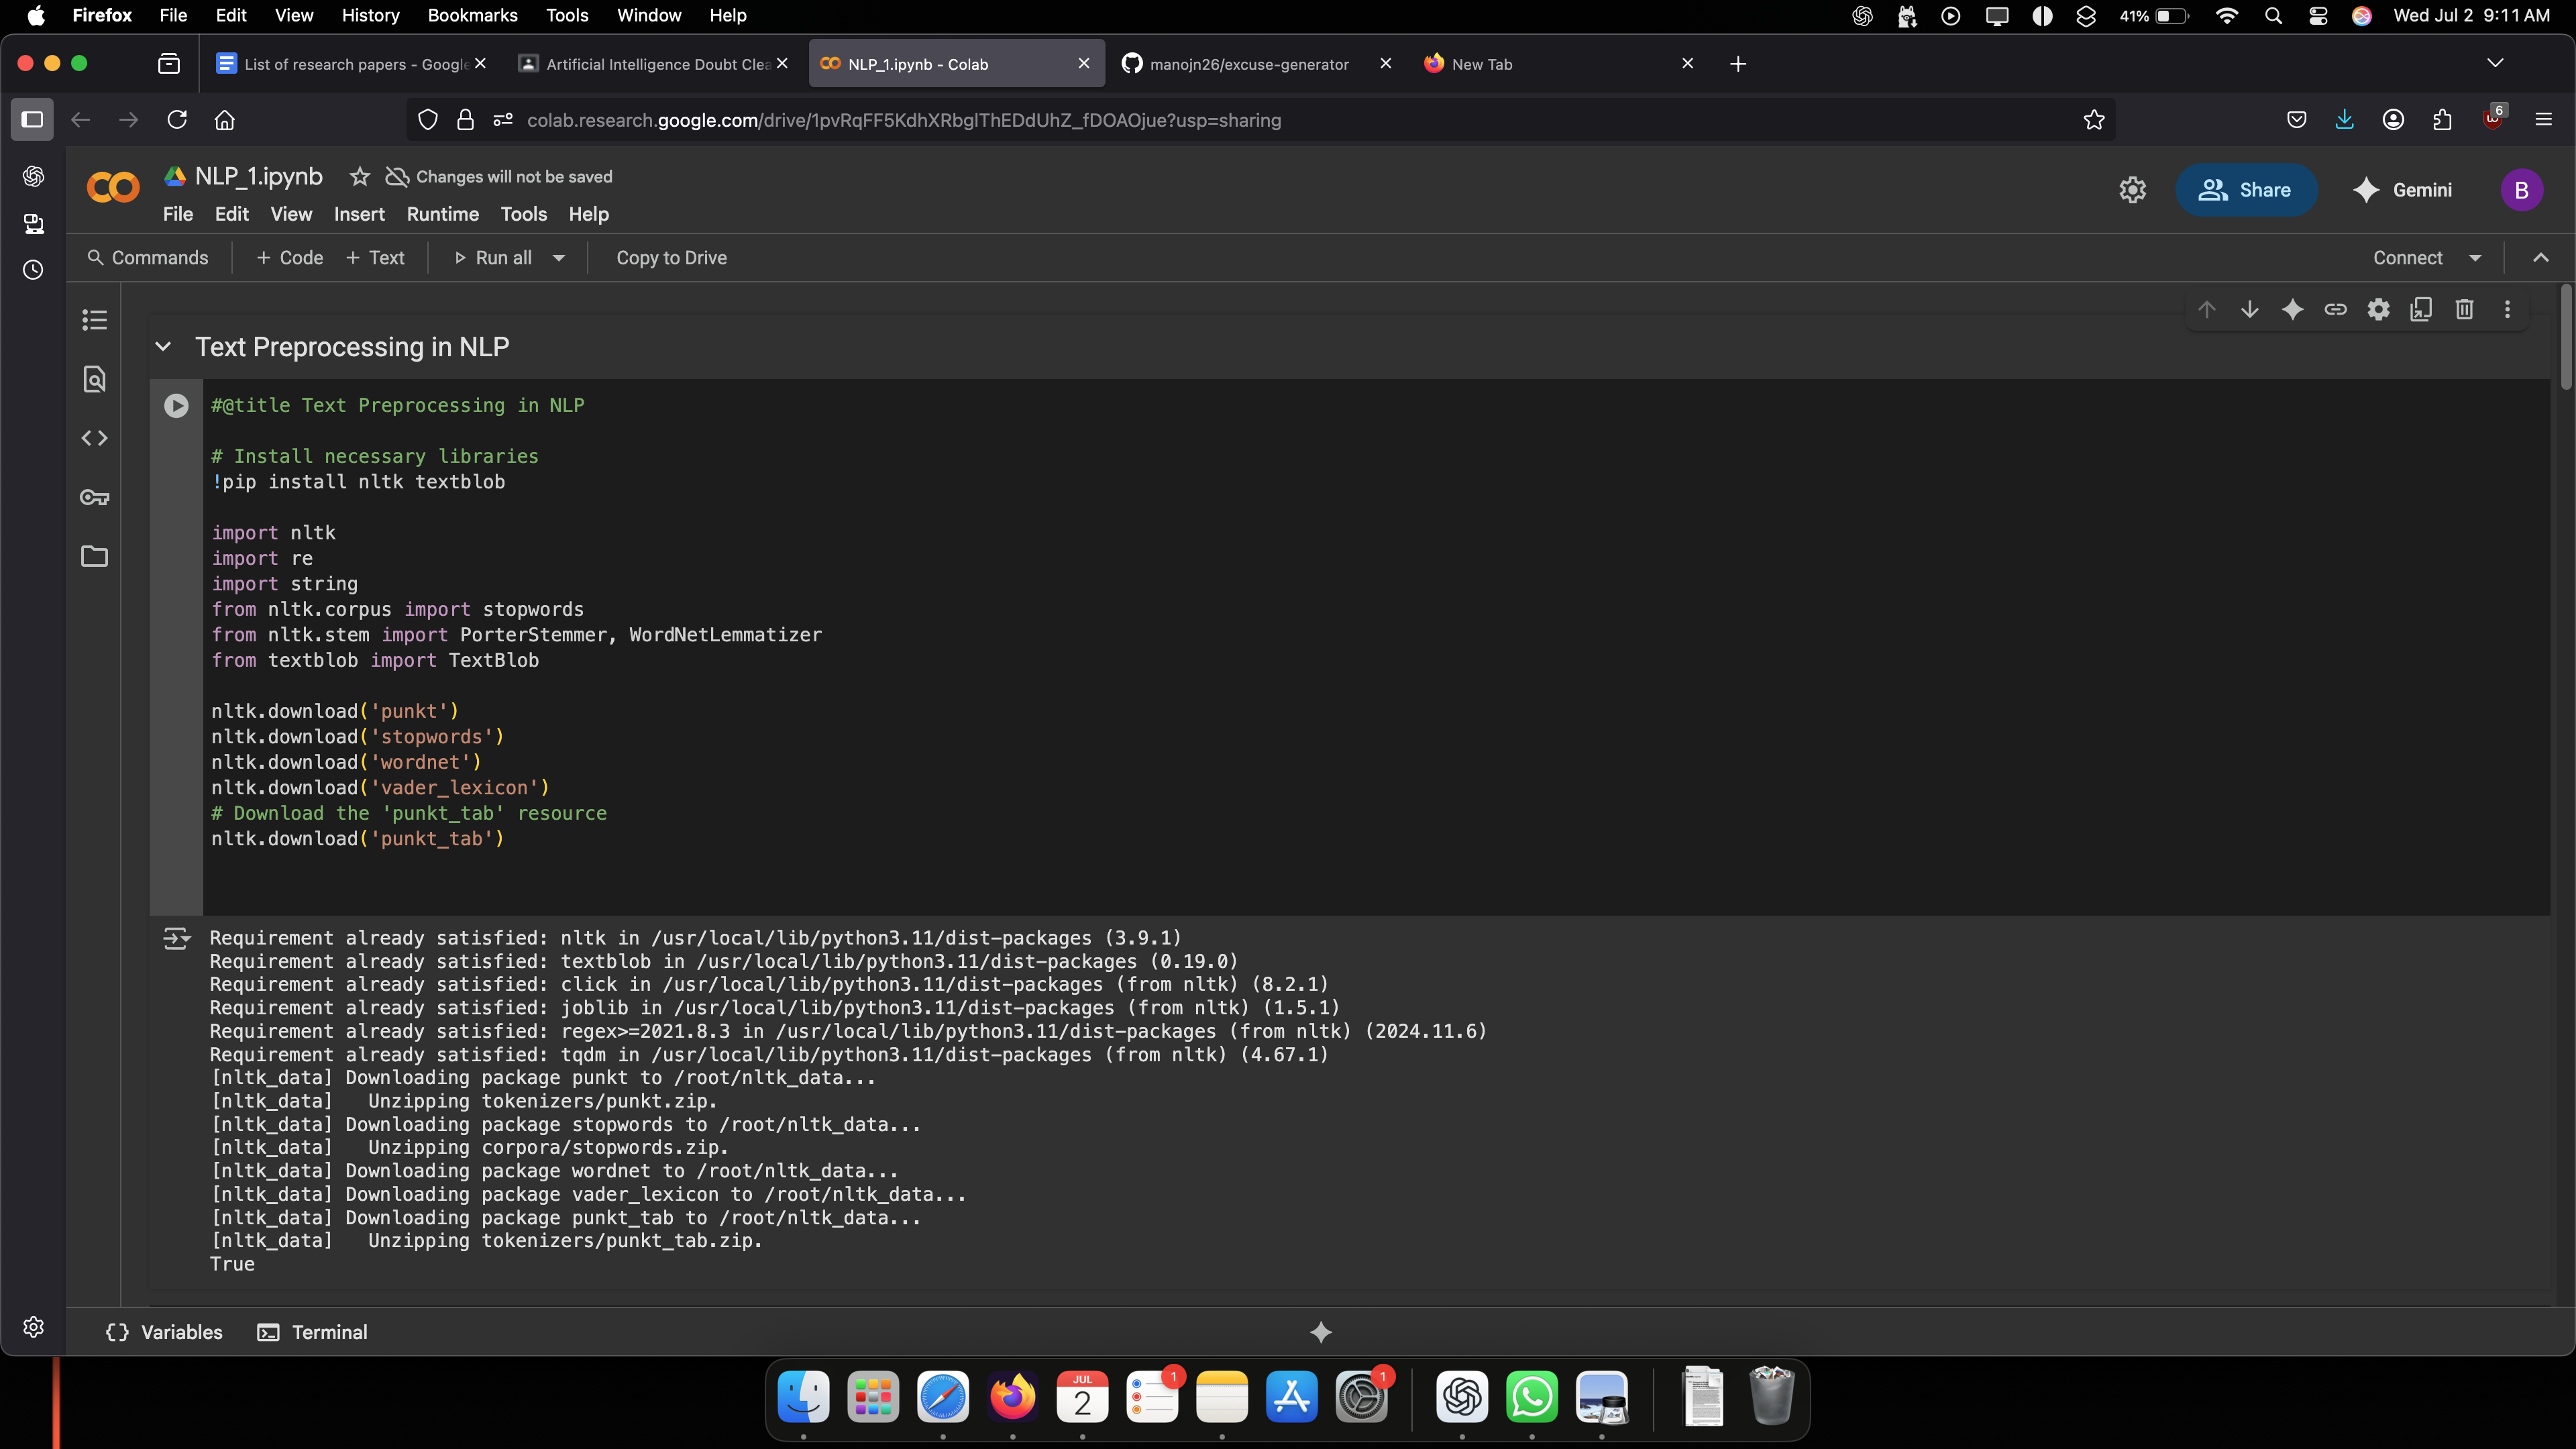 Firefox File Edit View History Bookmarks Tools Window Help
41% Wed Jul 2 9:11 AM
List of research papers - Google
Artificial Intelligence Doubt Clea
NLP_1.ipynb - Colab
manojn26/excuse-generator
New Tab
colab.research.google.com/drive/1pvRqFF5KdhXRbglThEDdUhZ_fDOAOjue?usp=sharing
6
NLP_1.ipynb
Changes will not be saved
File Edit View Insert Runtime Tools Help
Share
Gemini
B
Commands + Code + Text Run all Copy to Drive
Connect
Text Preprocessing in NLP
#@title Text Preprocessing in NLP
# Install necessary libraries
!pip install nltk textblob
import nltk
import re
import string
from nltk.corpus import stopwords
from nltk.stem import PorterStemmer, WordNetLemmatizer
from textblob import TextBlob
nltk.download('punkt')
nltk.download('stopwords')
nltk.download('wordnet')
nltk.download('vader_lexicon')
# Download the 'punkt_tab' resource
nltk.download('punkt_tab')
Requirement already satisfied: nltk in /usr/local/lib/python3.11/dist-packages (3.9.1)
Requirement already satisfied: textblob in /usr/local/lib/python3.11/dist-packages (0.19.0)
Requirement already satisfied: click in /usr/local/lib/python3.11/dist-packages (from nltk) (8.2.1)
Requirement already satisfied: joblib in /usr/local/lib/python3.11/dist-packages (from nltk) (1.5.1)
Requirement already satisfied: regex>=2021.8.3 in /usr/local/lib/python3.11/dist-packages (from nltk) (2024.11.6)
Requirement already satisfied: tqdm in /usr/local/lib/python3.11/dist-packages (from nltk) (4.67.1)
[nltk_data] Downloading package punkt to /root/nltk_data...
[nltk_data]   Unzipping tokenizers/punkt.zip.
[nltk_data] Downloading package stopwords to /root/nltk_data...
[nltk_data]   Unzipping corpora/stopwords.zip.
[nltk_data] Downloading package wordnet to /root/nltk_data...
[nltk_data] Downloading package vader_lexicon to /root/nltk_data...
[nltk_data] Downloading package punkt_tab to /root/nltk_data...
[nltk_data]   Unzipping tokenizers/punkt_tab.zip.
True
Variables
Terminal
JUL
2
1
1